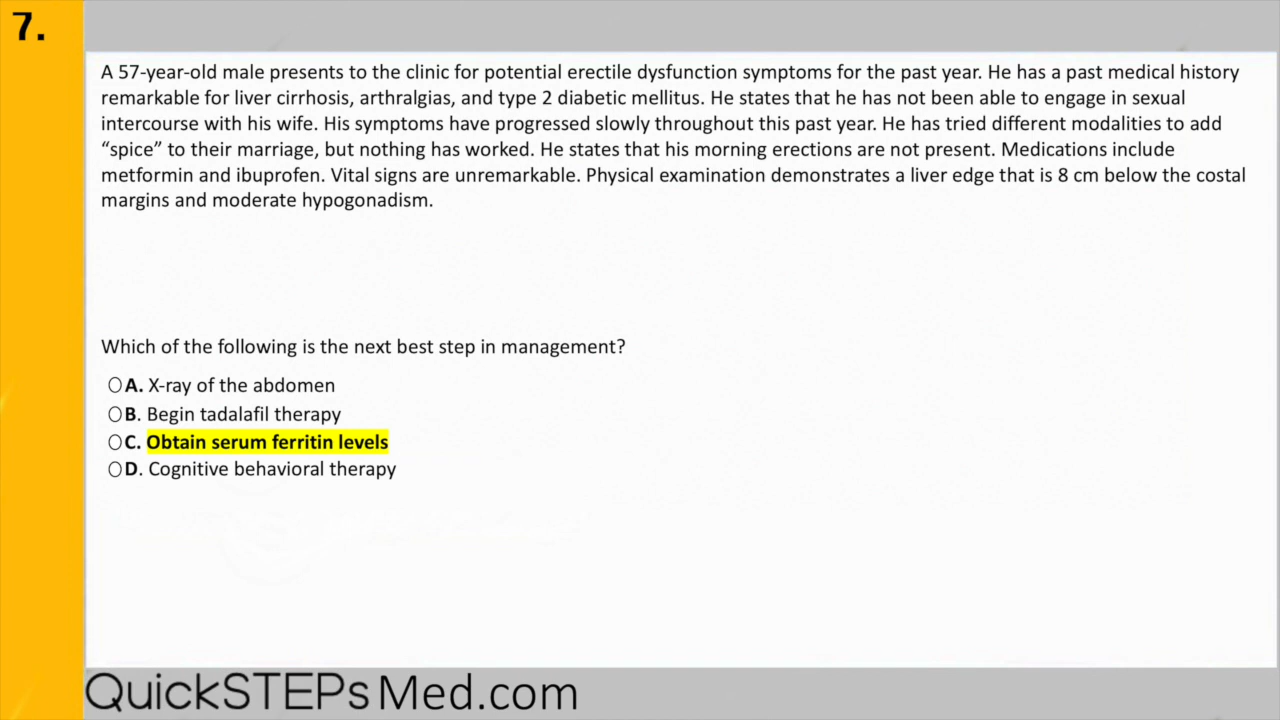 7.
A 57-year-old male presents to the clinic for potential erectile dysfunction symptoms for the past year. He has a past medical history
remarkable for liver cirrhosis, arthralgias, and type 2 diabetic mellitus. He states that he has not been able to engage in sexual
intercourse with his wife. His symptoms have progressed slowly throughout this past year. He has tried different modalities to add
“spice” to their marriage, but nothing has worked. He states that his morning erections are not present. Medications include
metformin and ibuprofen. Vital signs are unremarkable. Physical examination demonstrates a liver edge that is 8 cm below the costal
margins and moderate hypogonadism.
Which of the following is the next best step in management?
A. X-ray of the abdomen
B. Begin tadalafil therapy
C. Obtain serum ferritin levels
D. Cognitive behavioral therapy
QuickSTEPsMed.com